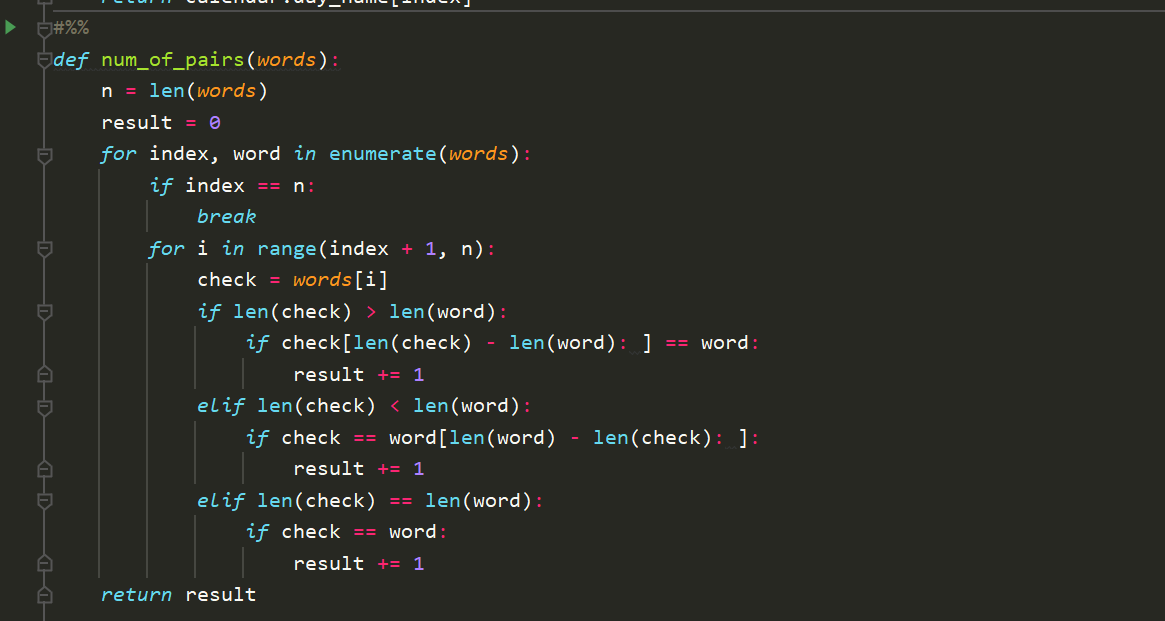 return calendar.day_name[index]
#%%
def num_of_pairs(words):
    n = len(words)
    result = 0
    for index, word in enumerate(words):
        if index == n:
            break
        for i in range(index + 1, n):
            check = words[i]
            if len(check) > len(word):
                if check[len(check) - len(word): ] == word:
                    result += 1
            elif len(check) < len(word):
                if check == word[len(word) - len(check): ]:
                    result += 1
            elif len(check) == len(word):
                if check == word:
                    result += 1
    return result